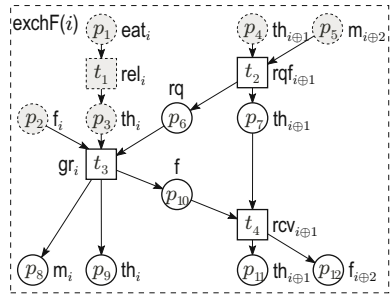 exchF(i)
p₁ eatᵢ
p₄ thᵢ⊕₁
p₅ mᵢ⊕₂
t₁ relᵢ
t₂ rqfᵢ⊕₁
rq
p₂ fᵢ
p₃ thᵢ
p₆
p₇ thᵢ⊕₁
grᵢ t₃
f
p₁₀
t₄ rcvᵢ⊕₁
p₈ mᵢ
p₉ thᵢ
p₁₁ thᵢ⊕₁
p₁₂ fᵢ⊕₂